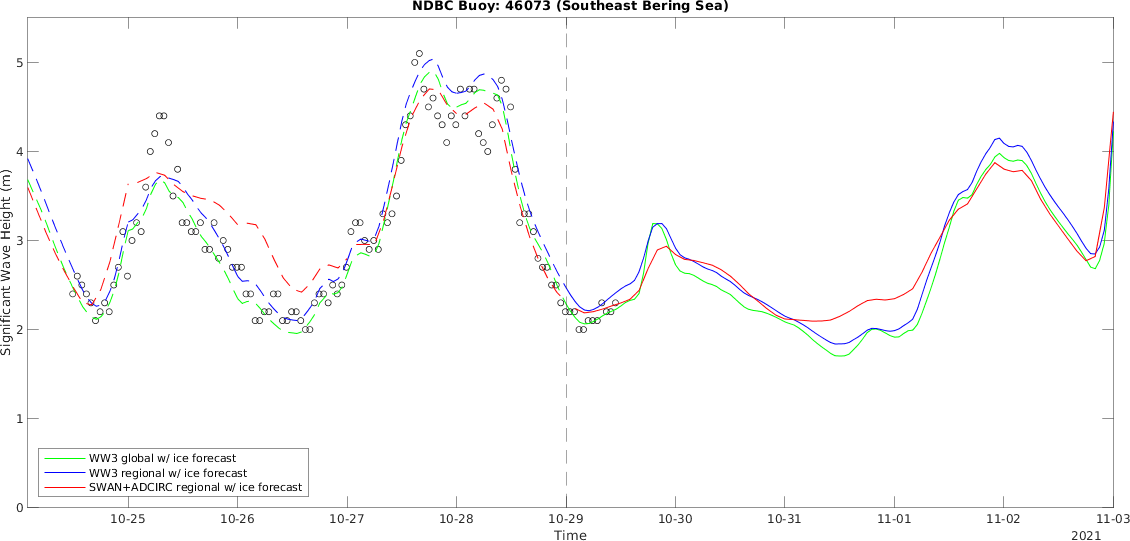 NDBC Buoy: 46073 (Southeast Bering Sea)
Significant Wave Height (m)
5
4
3
2
1
0
WW3 global w/ ice forecast
WW3 regional w/ ice forecast
SWAN+ADCIRC regional w/ ice forecast
10-25 10-26 10-27 10-28 10-29 10-30 10-31 11-01 11-02 11-03
Time
2021